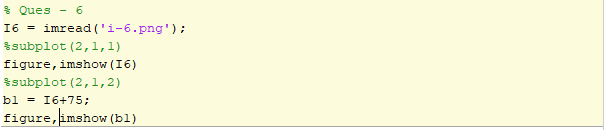 % Ques - 6
I6 = imread('i-6.png');
%subplot(2,1,1)
figure,imshow(I6)
%subplot(2,1,2)
b1 = I6+75;
figure,imshow(b1)